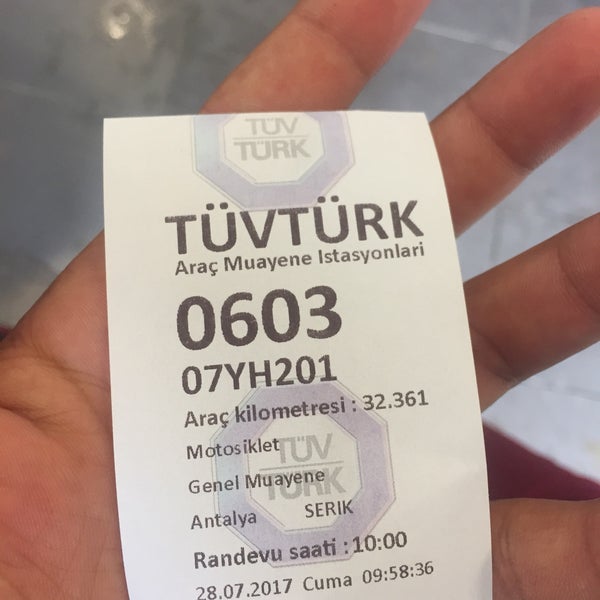 TÜV
TÜRK
TÜVTÜRK
Araç Muayene Istasyonlari
0603
07YH201
Araç kilometresi : 32.361
Motosiklet
TÜV
Genel Muayene
TÜRK
Antalya SERIK
Randevu saati : 10:00
28.07.2017 Cuma 09:58:36